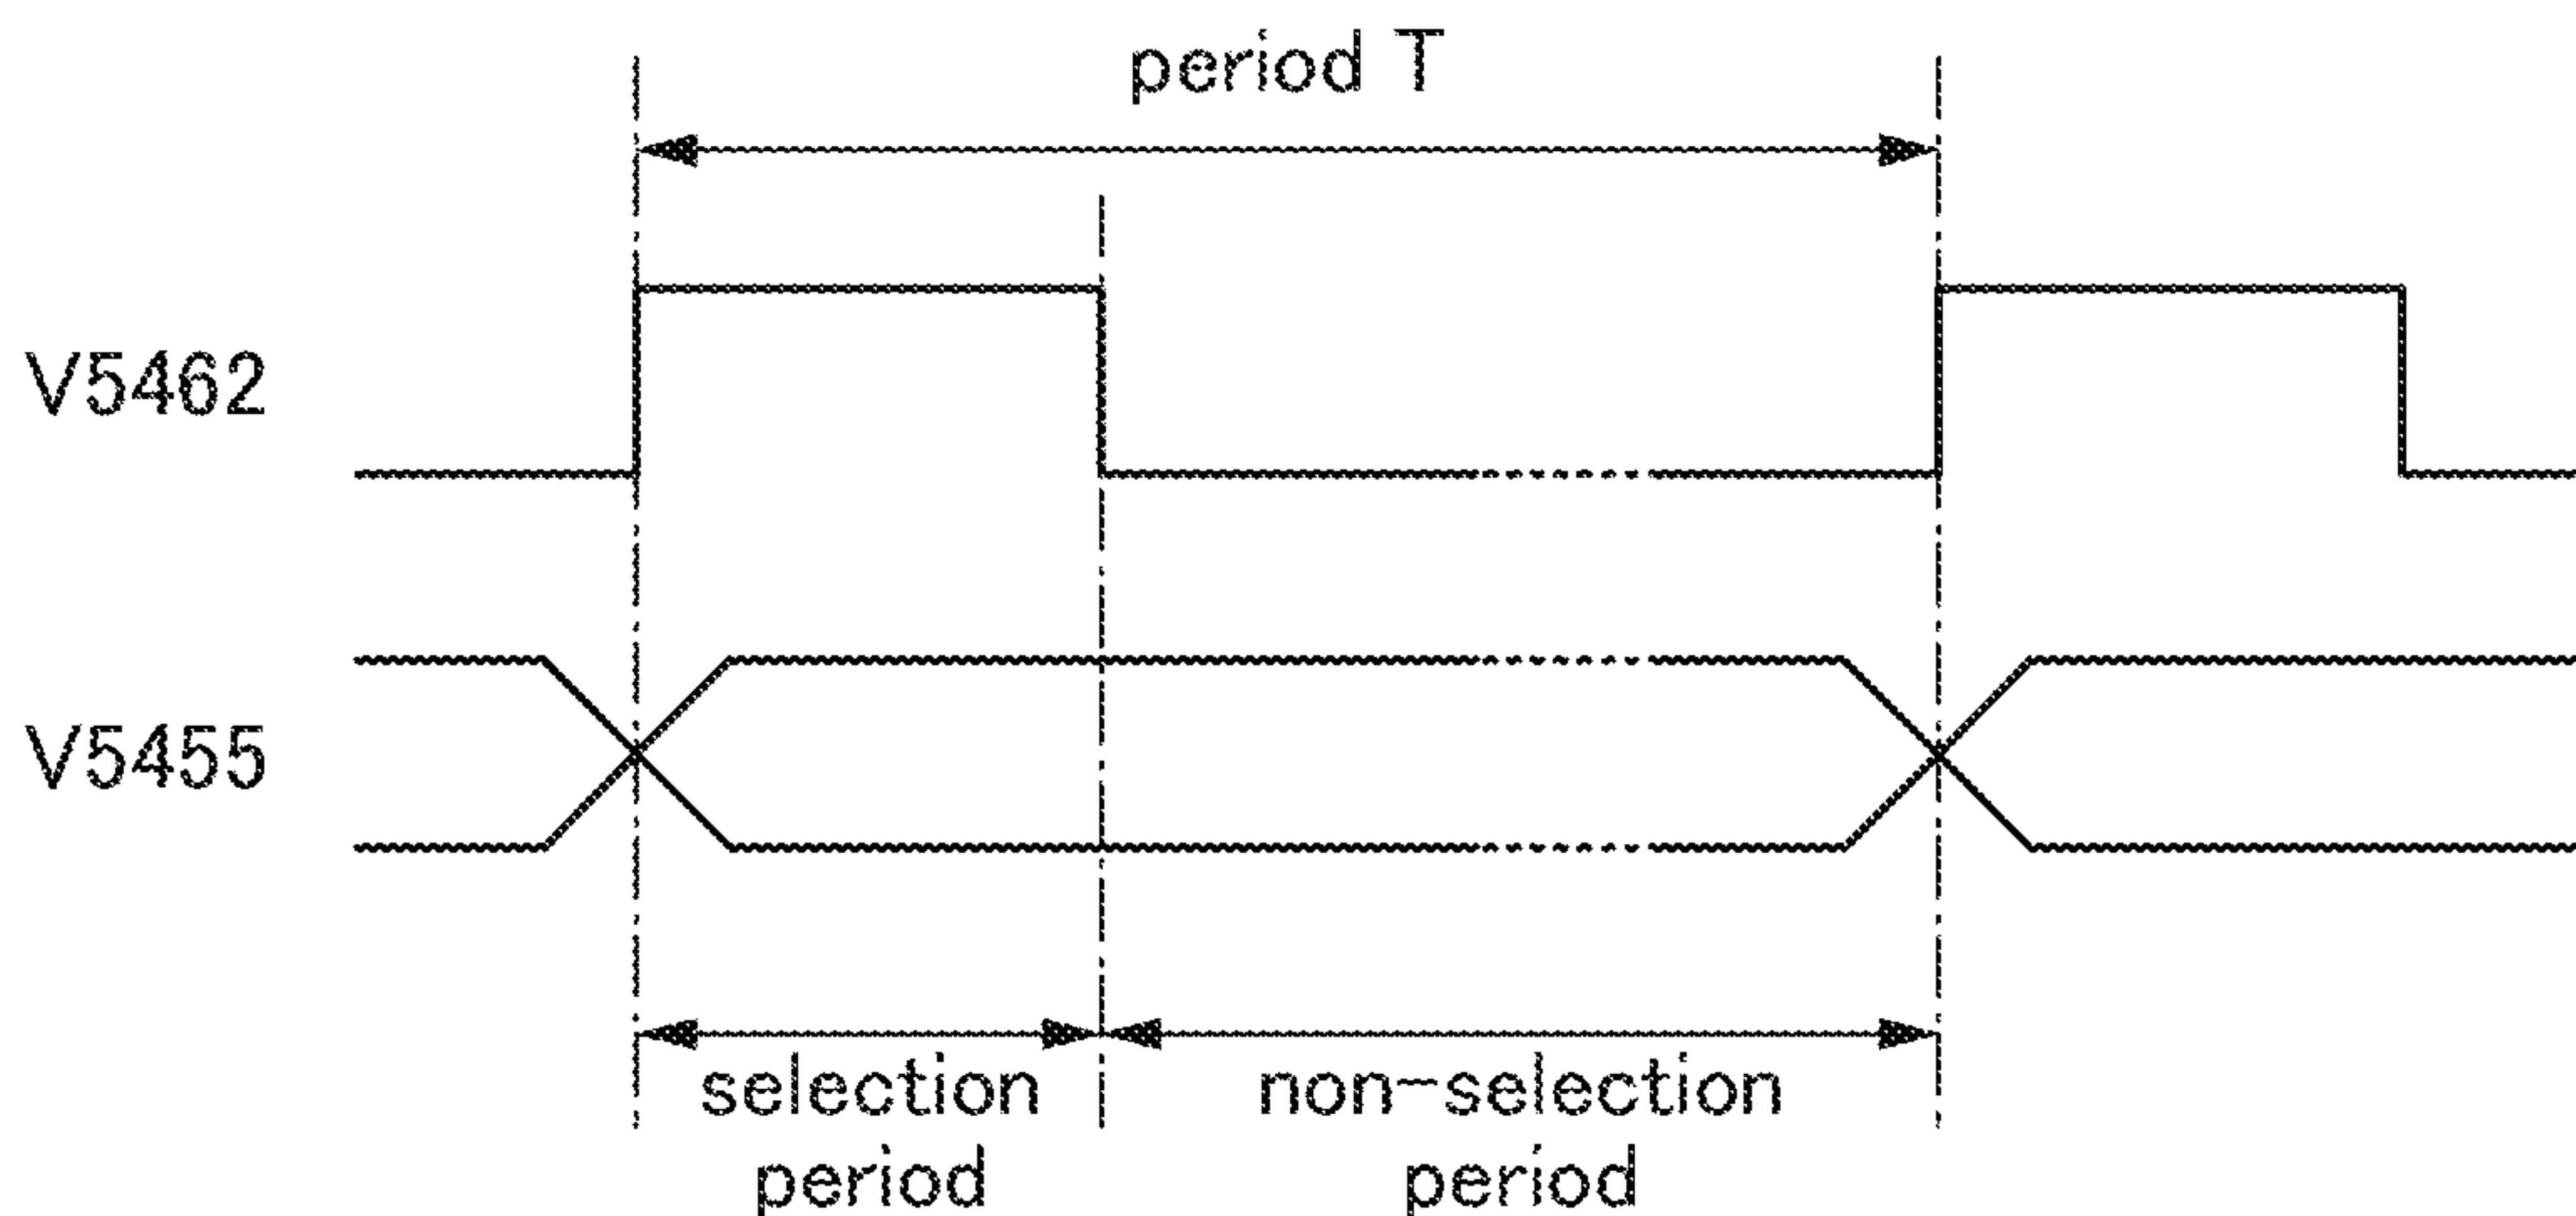 period T
V5462
V5455
selection
period
non-selection
period